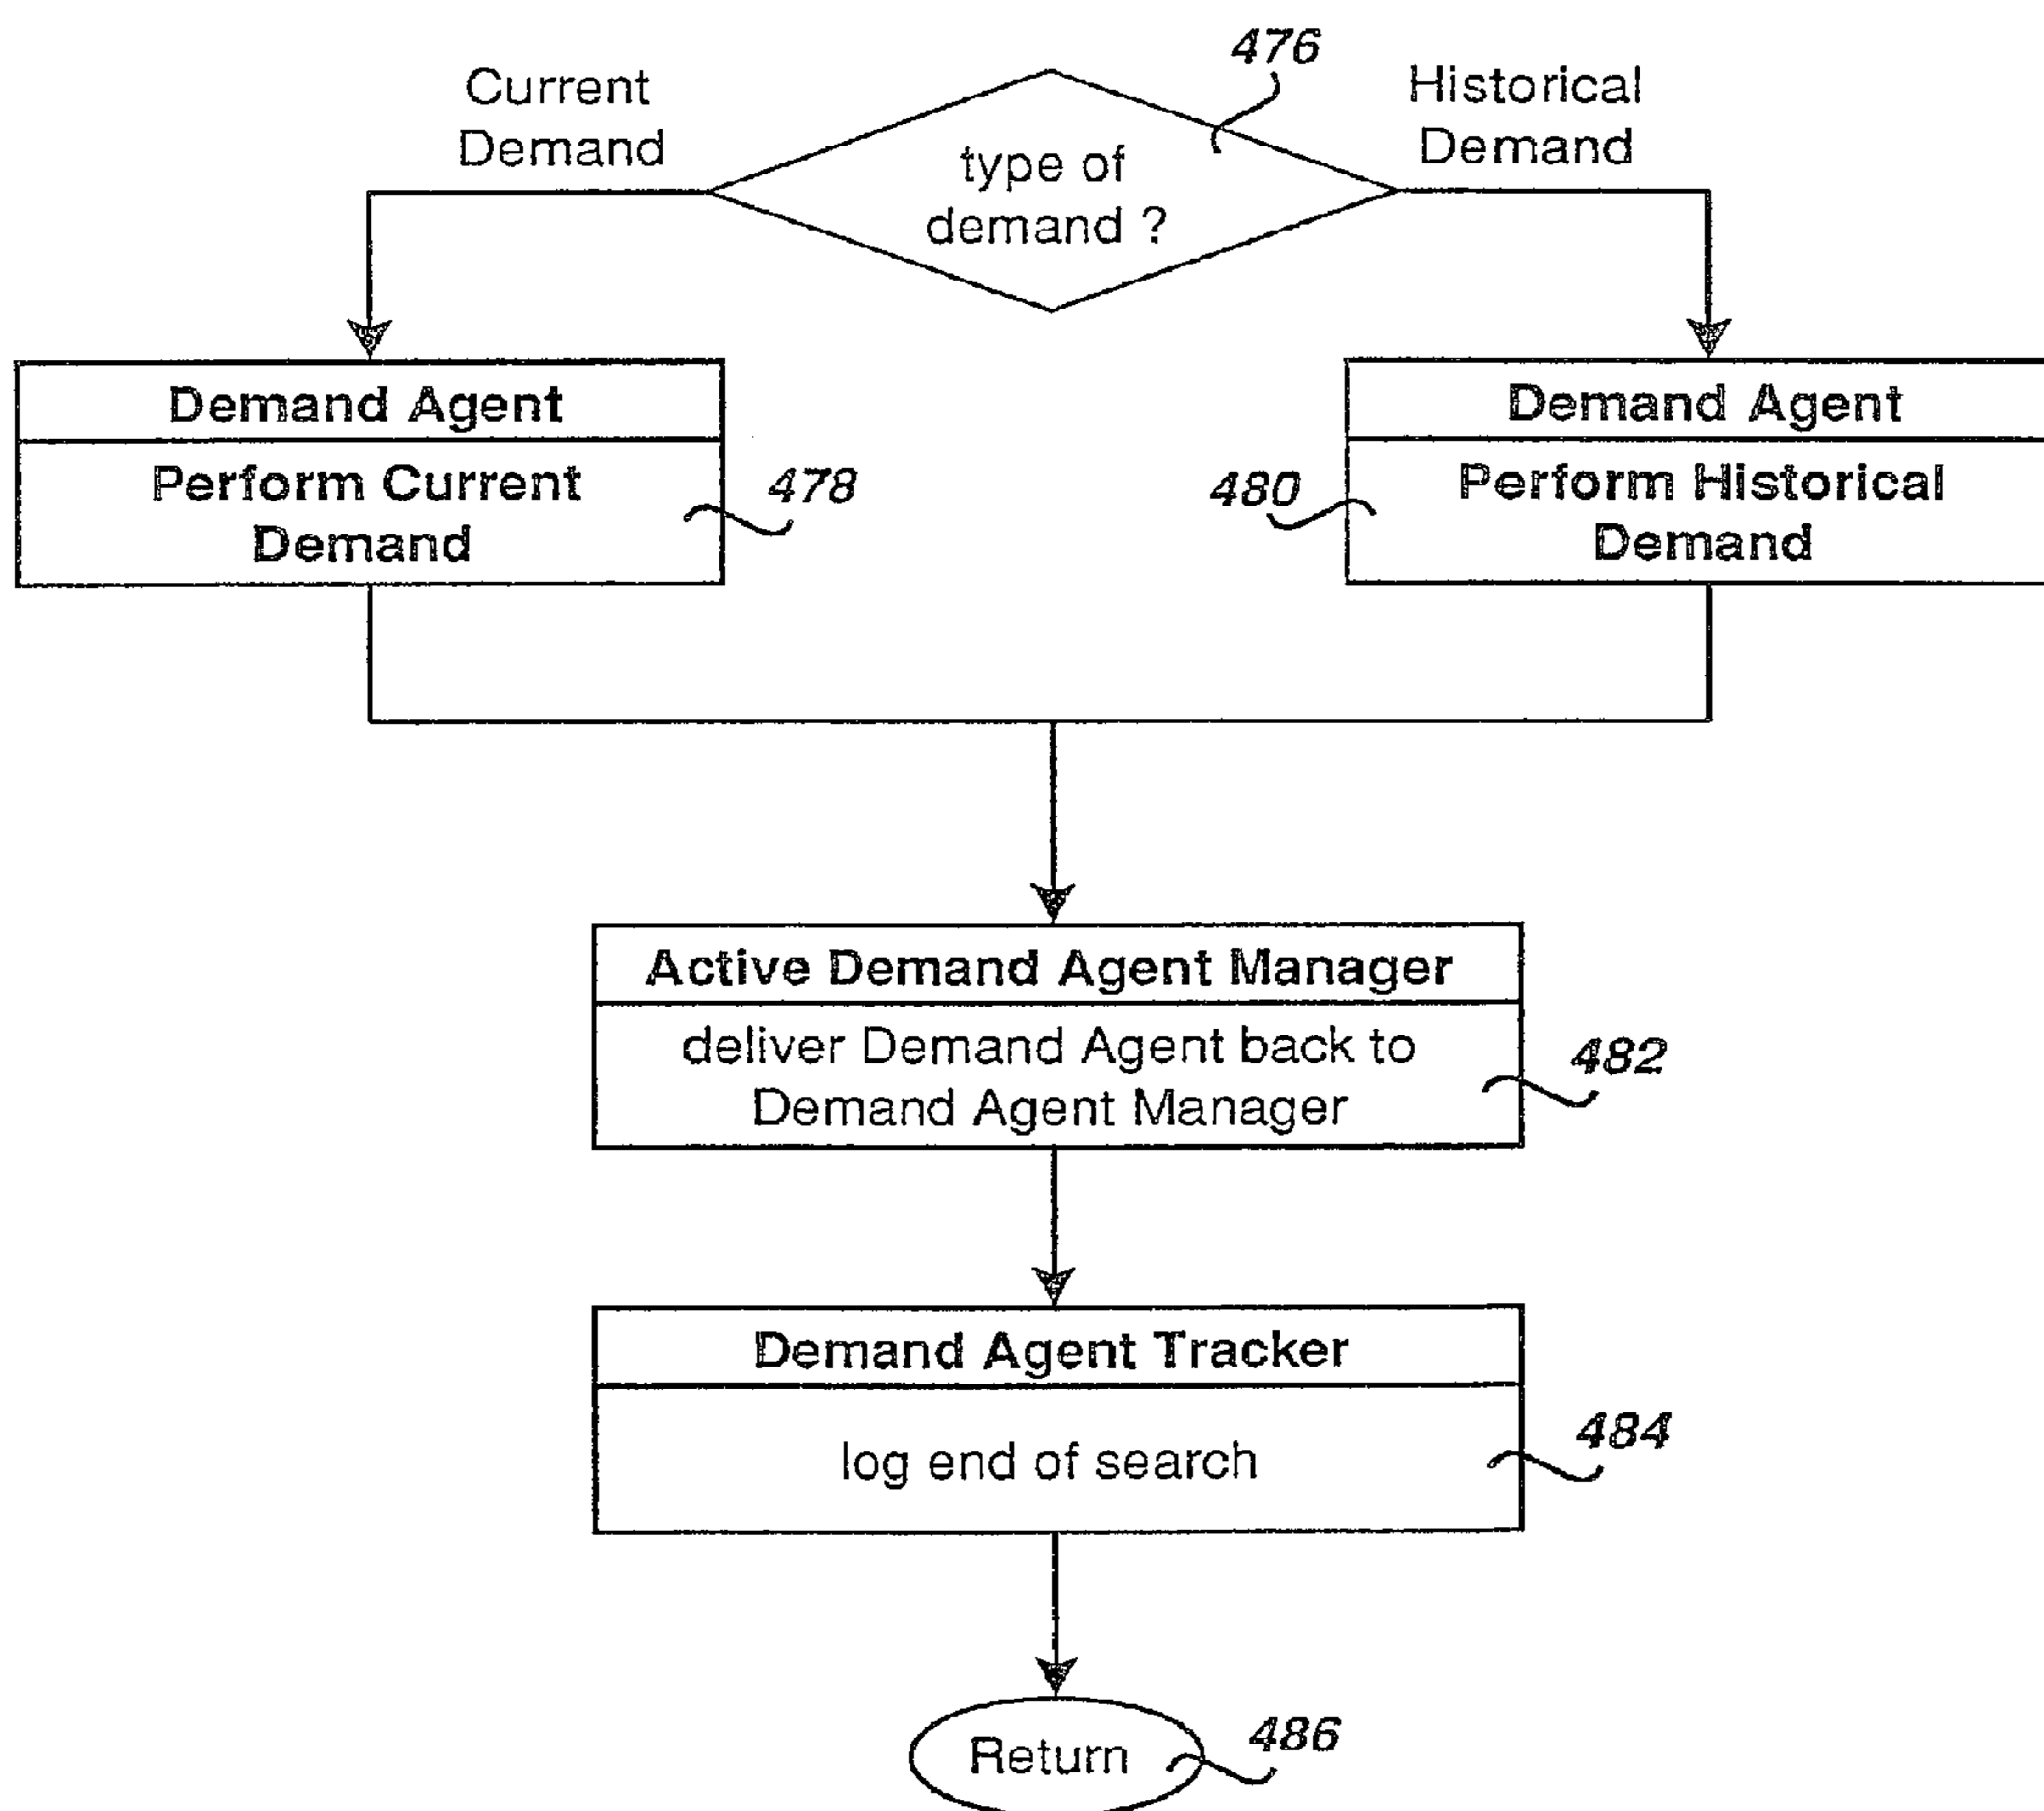 476
Current
Demand
Historical
Demand
type of
demand ?
Demand Agent
Perform Current
Demand
478
Demand Agent
Perform Historical
Demand
480
Active Demand Agent Manager
deliver Demand Agent back to
Demand Agent Manager
482
Demand Agent Tracker
log end of search
484
Return
486